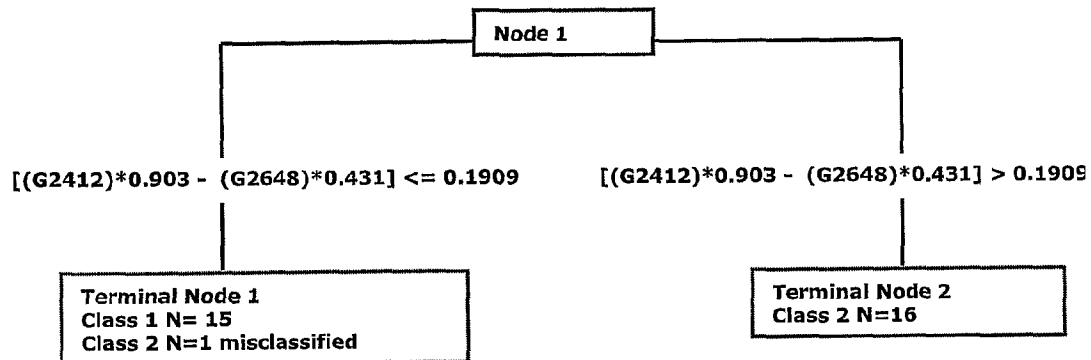 Node 1
[(G2412)*0.903 - (G2648)*0.431] <= 0.1909
[(G2412)*0.903 - (G2648)*0.431] > 0.1909
Terminal Node 1
Class 1 N= 15
Class 2 N=1 misclassified
Terminal Node 2
Class 2 N=16